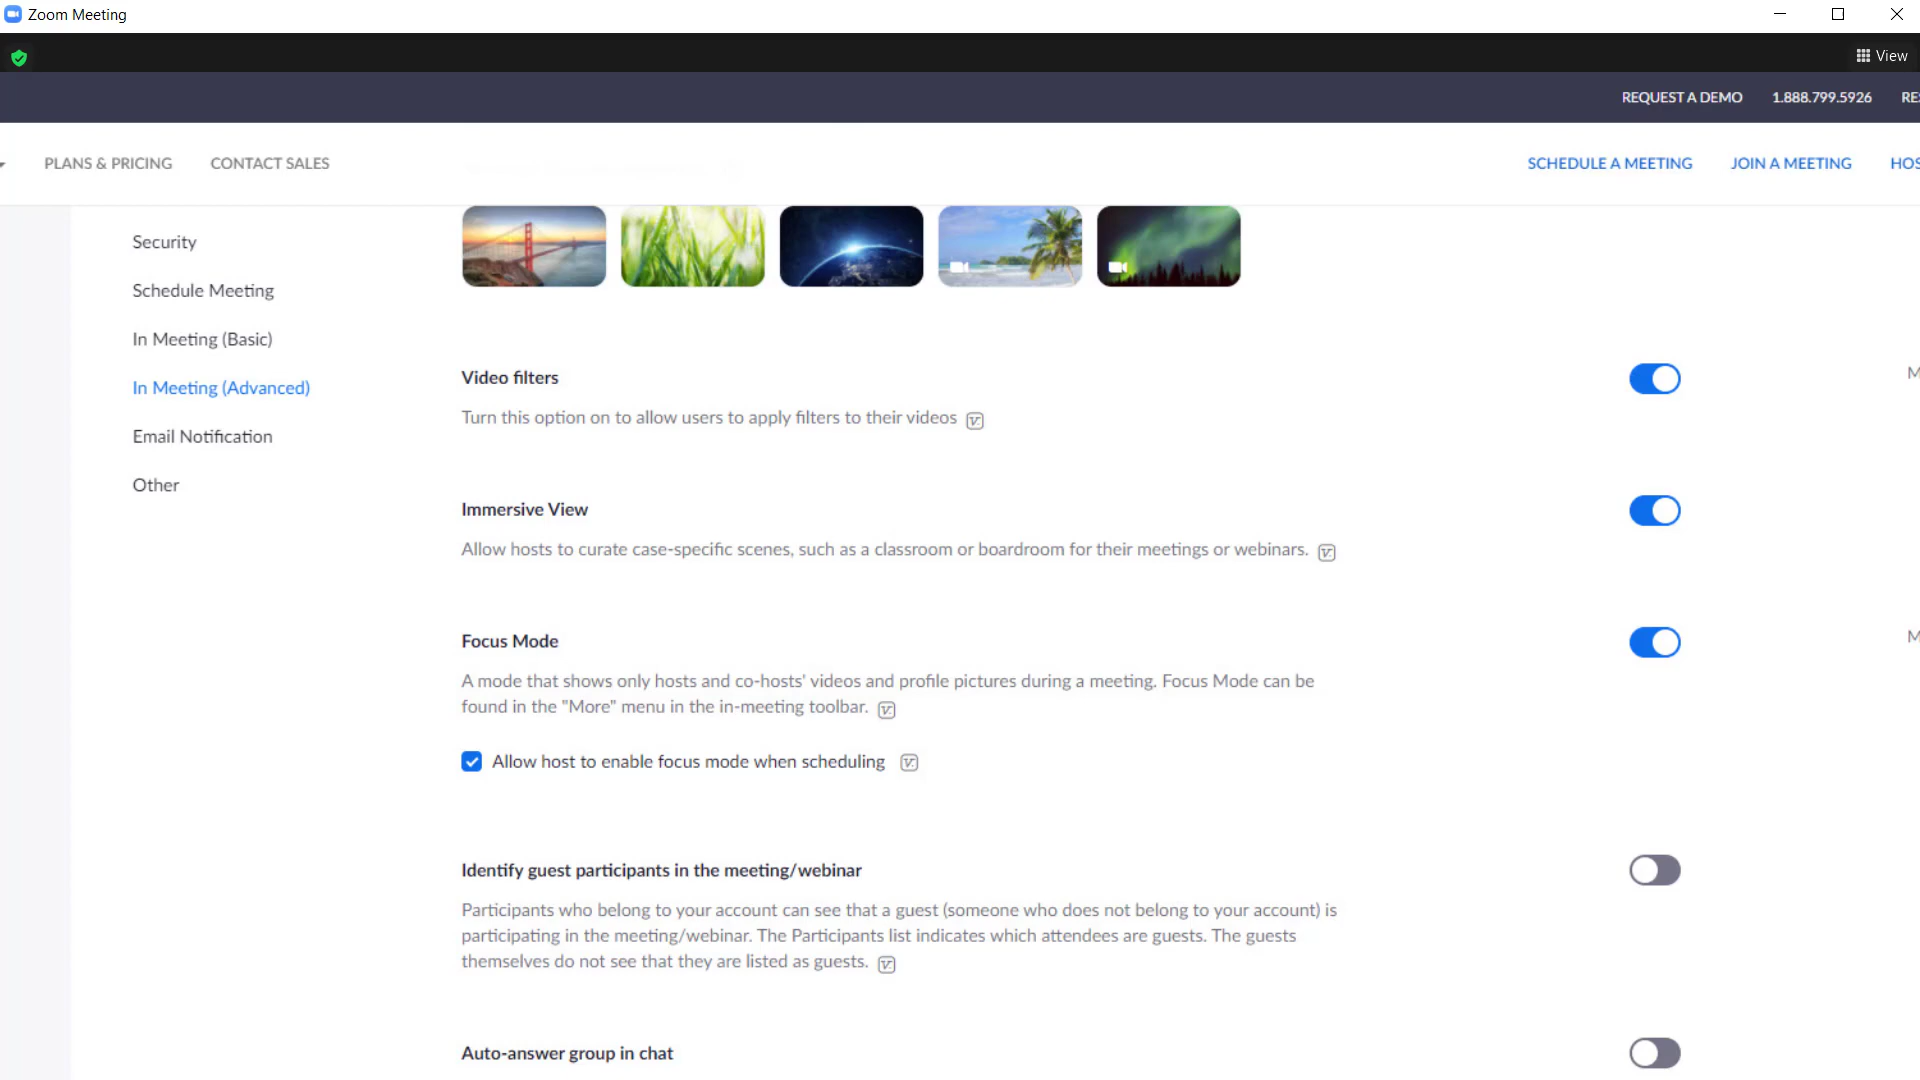 Zoom Meeting
View
REQUEST A DEMO 1.888.799.5926
PLANS & PRICING CONTACT SALES SCHEDULE A MEETING JOIN A MEETING
Security
Schedule Meeting
In Meeting (Basic)
In Meeting (Advanced)
Email Notification
Other
Video filters
Turn this option on to allow users to apply filters to their videos
Immersive View
Allow hosts to curate case-specific scenes, such as a classroom or boardroom for their meetings or webinars.
Focus Mode
A mode that shows only hosts and co-hosts' videos and profile pictures during a meeting. Focus Mode can be
found in the "More" menu in the in-meeting toolbar.
Allow host to enable focus mode when scheduling
Identify guest participants in the meeting/webinar
Participants who belong to your account can see that a guest (someone who does not belong to your account) is
participating in the meeting/webinar. The Participants list indicates which attendees are guests. The guests
themselves do not see that they are listed as guests.
Auto-answer group in chat